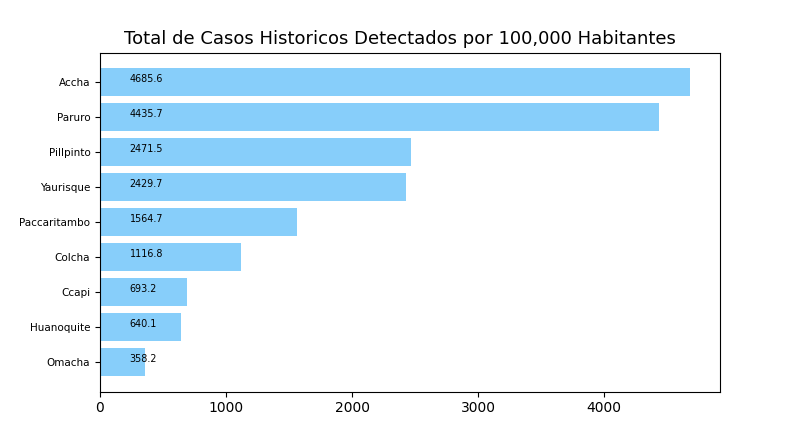 Total de Casos Historicos Detectados por 100,000 Habitantes
Accha 4685.6
Paruro 4435.7
Pillpinto 2471.5
Yaurisque 2429.7
Paccaritambo 1564.7
Colcha 1116.8
Ccapi 693.2
Huanoquite 640.1
Omacha 358.2
0 1000 2000 3000 4000